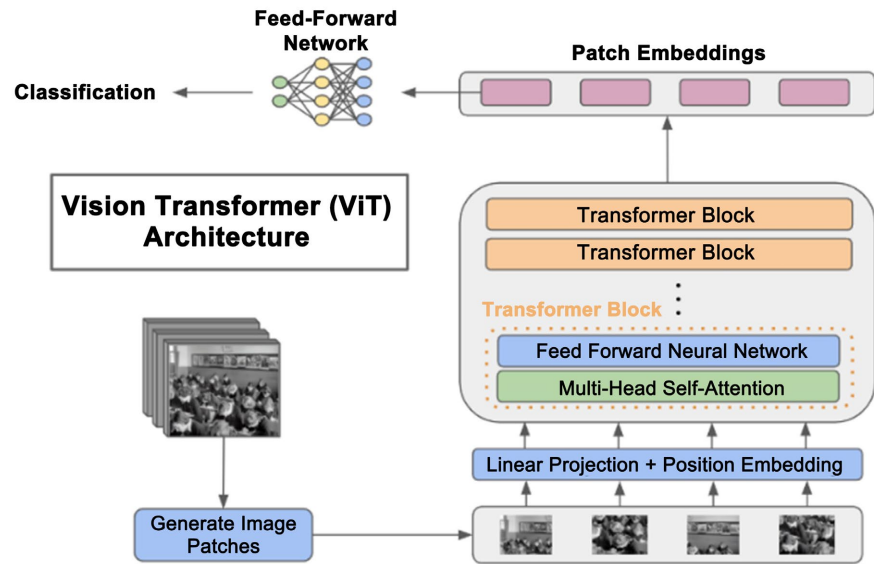 Feed-Forward
Network
Patch Embeddings
Classification
Vision Transformer (ViT)
Architecture
Transformer Block
Transformer Block
Transformer Block
Feed Forward Neural Network
Multi-Head Self-Attention
Linear Projection + Position Embedding
Generate Image
Patches